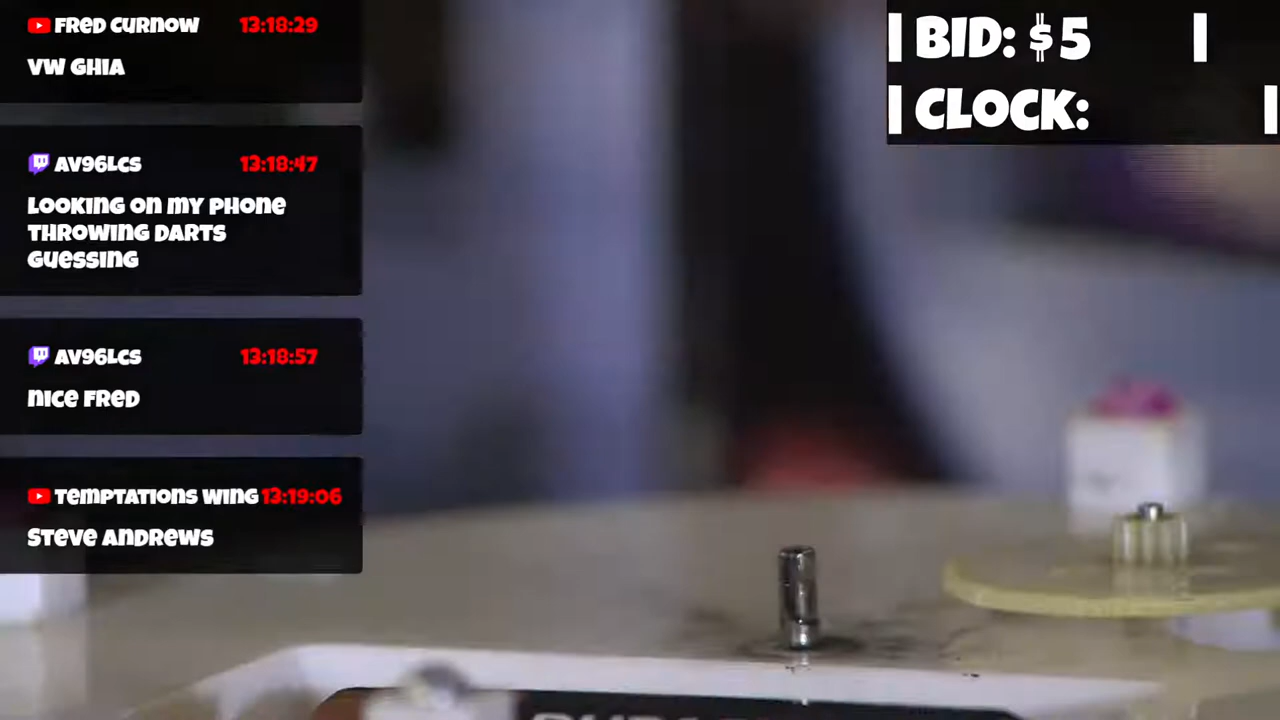 Fred Curnow 13:18:29
VW GHIA
AV96LCS 13:18:47
LOOKING ON MY PHONE
THROWING DARTS
GUESSING
AV96LCS 13:18:57
NICE FRED
Temptations Wing 13:19:06
STEVE ANDREWS
| BID: $5 |
| CLOCK: |